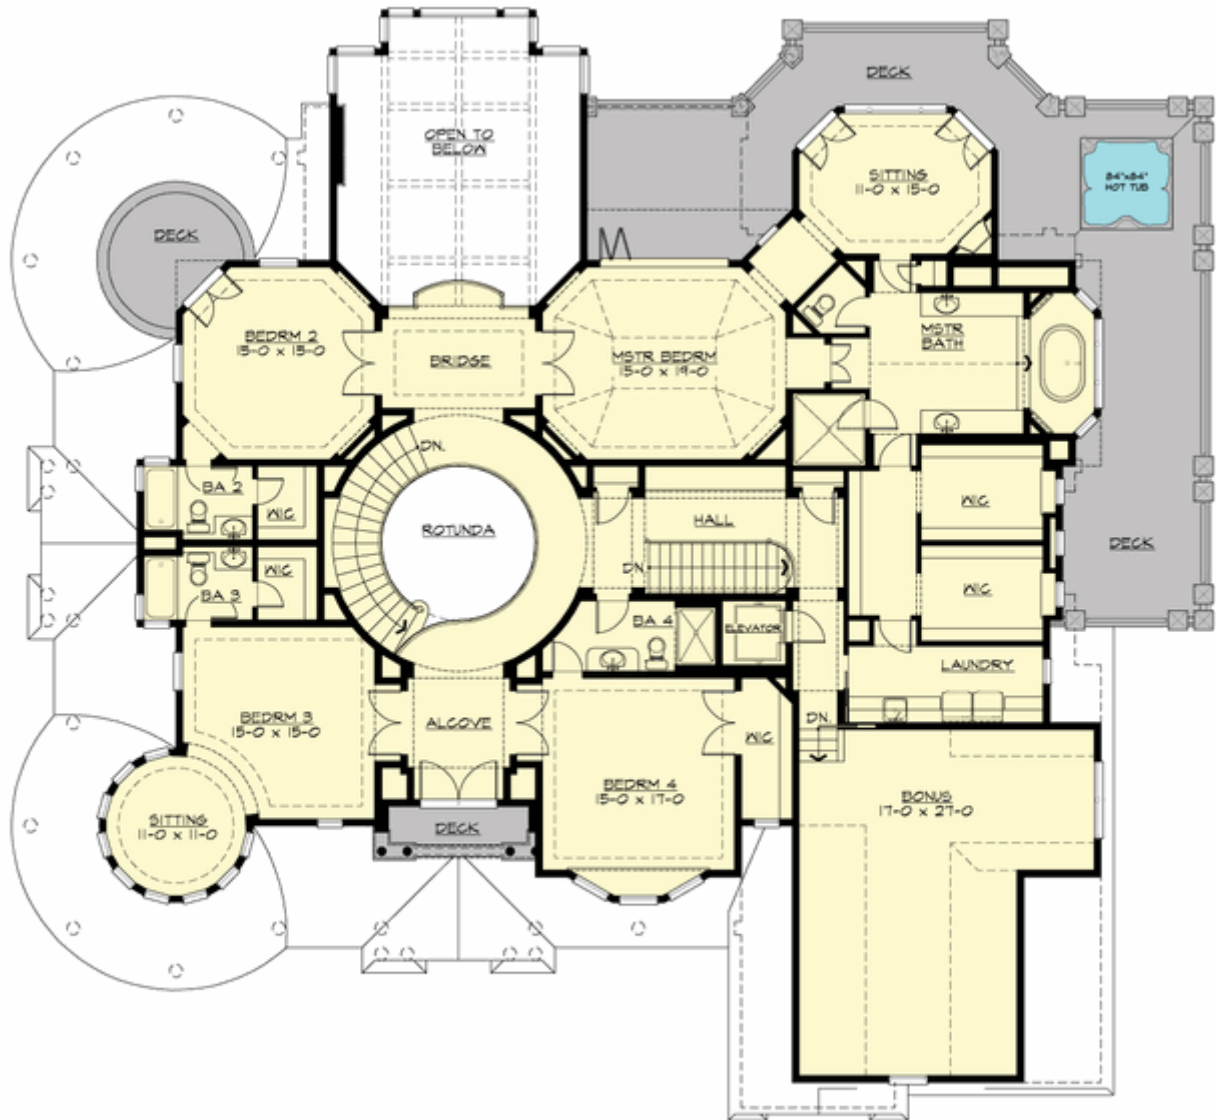 DECK
OPEN TO
BELOW
SITTING
11-0 x 15-0
84"x84"
HOT TUB
DECK
BEDRM 2
15-0 x 15-0
BRIDGE
MSTR BEDRM
15-0 x 19-0
MSTR
BATH
DN.
BA 2
WIC
ROTUNDA
HALL
WIC
DECK
DN.
WIC
BA 3
WIC
BA 4
ELEVATOR
LAUNDRY
BEDRM 3
15-0 x 15-0
ALCOVE
DN.
WIC
BEDRM 4
15-0 x 17-0
BONUS
17-0 x 27-0
SITTING
11-0 x 11-0
DECK